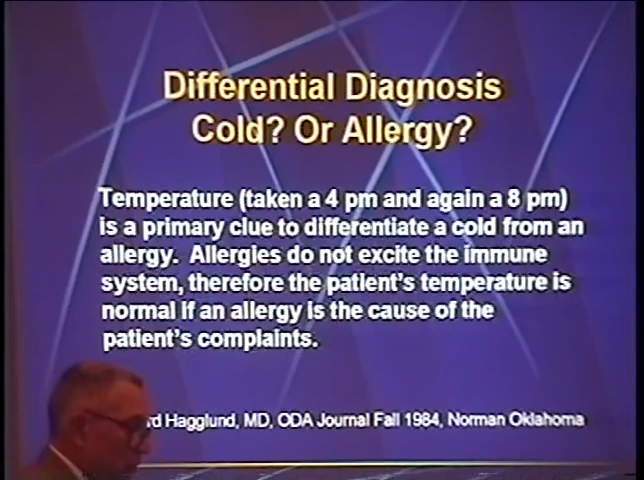 Differential Diagnosis
Cold? Or Allergy?
Temperature (taken a 4 pm and again a 8 pm)
is a primary clue to differentiate a cold from an
allergy. Allergies do not excite the immune
system, therefore the patient's temperature is
normal if an allergy is the cause of the
patient's complaints.
Hagglund, MD, ODA Journal Fall 1984, Norman Oklahoma